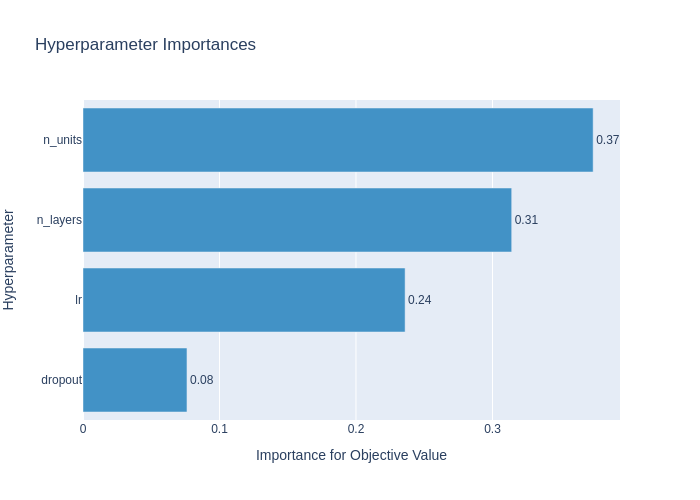 Hyperparameter Importances
Hyperparameter
n_units
0.37
n_layers
0.31
lr
0.24
dropout
0.08
0
0.1
0.2
0.3
Importance for Objective Value